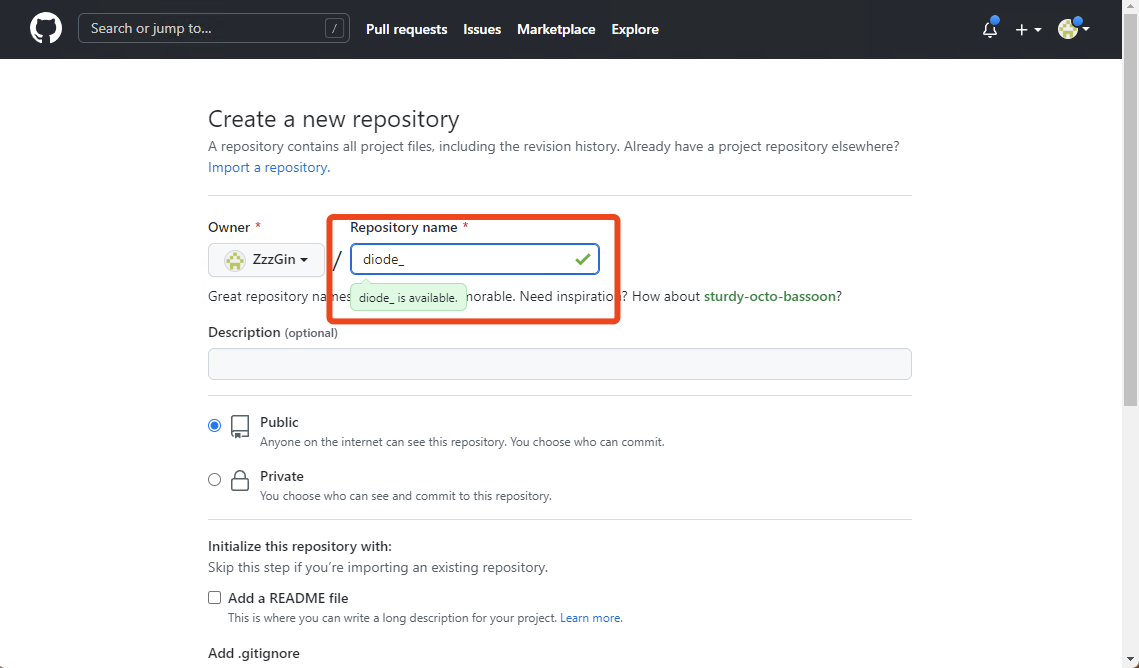 Search or jump to... / Pull requests Issues Marketplace Explore
Create a new repository
A repository contains all project files, including the revision history. Already have a project repository elsewhere?
Import a repository.
Owner * Repository name *
ZzzGin / diode_
Great repository names morable. Need inspiration? How about sturdy-octo-bassoon?
diode_ is available.
Description (optional)
Public
Anyone on the internet can see this repository. You choose who can commit.
Private
You choose who can see and commit to this repository.
Initialize this repository with:
Skip this step if you’re importing an existing repository.
Add a README file
This is where you can write a long description for your project. Learn more.
Add .gitignore